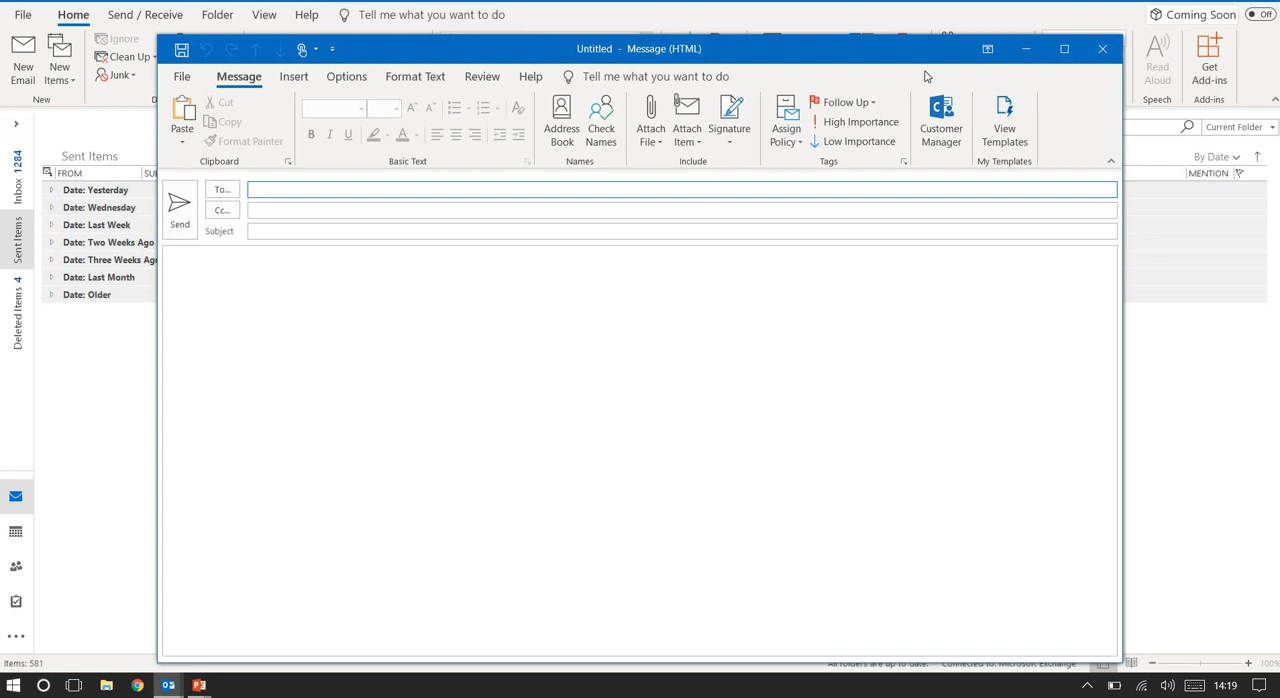 File Home Send / Receive Folder View Help Tell me what you want to do Coming Soon Off
New Email
New Items
Ignore
Clean Up
Junk
New
Read Aloud
Get Add-ins
Speech Add-ins
Untitled - Message (HTML)
File Message Insert Options Format Text Review Help Tell me what you want to do
Paste
Cut
Copy
Format Painter
Clipboard
B I U A
Basic Text
Address Book
Check Names
Names
Attach File
Attach Item
Signature
Include
Assign Policy
Follow Up
High Importance
Low Importance
Tags
Customer Manager
View Templates
My Templates
Current Folder
Sent Items
By Date
FROM
MENTION
Date: Yesterday
Date: Wednesday
Date: Last Week
Date: Two Weeks Ago
Date: Three Weeks
Date: Last Month
Date: Older
Inbox 1284
Sent Items
Deleted Items 4
Send
To...
Cc...
Subject
Items: 581
All folders are up to date. Connected to: Microsoft Exchange
100%
14:19